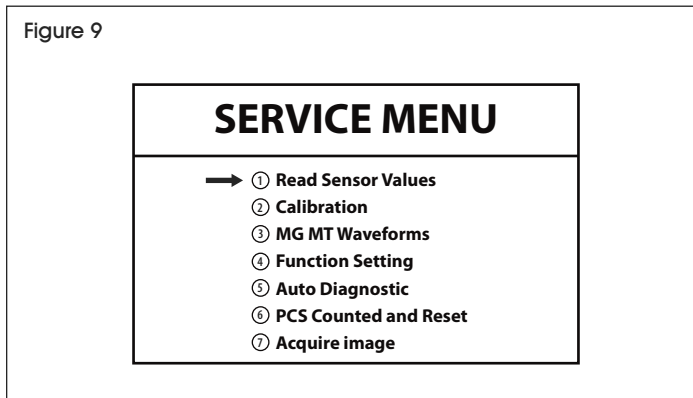 Figure 9
SERVICE MENU
① Read Sensor Values
② Calibration
③ MG MT Waveforms
④ Function Setting
⑤ Auto Diagnostic
⑥ PCS Counted and Reset
⑦ Acquire image